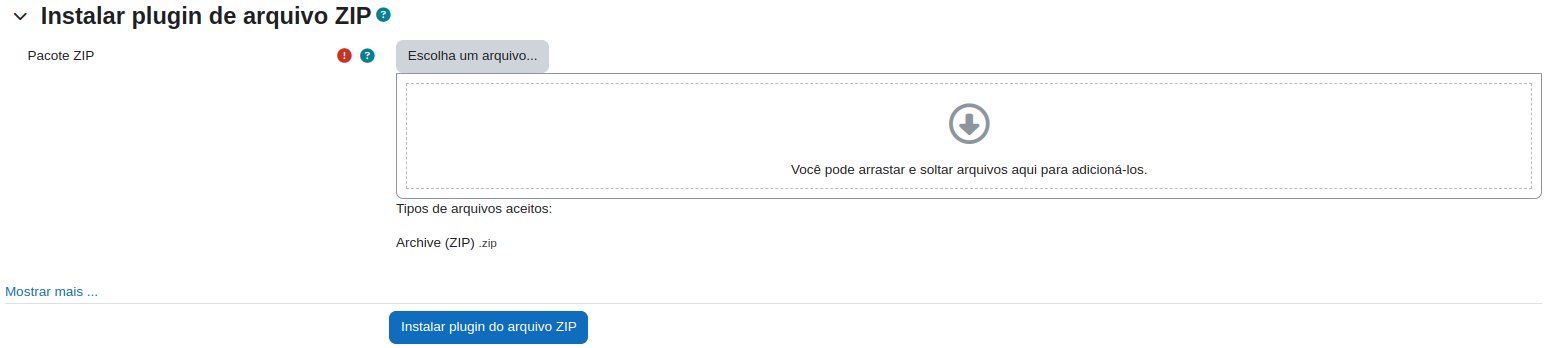 Instalar plugin de arquivo ZIP
Pacote ZIP
Escolha um arquivo...
Você pode arrastar e soltar arquivos aqui para adicioná-los.
Tipos de arquivos aceitos:
Archive (ZIP) .zip
Mostrar mais ...
Instalar plugin do arquivo ZIP